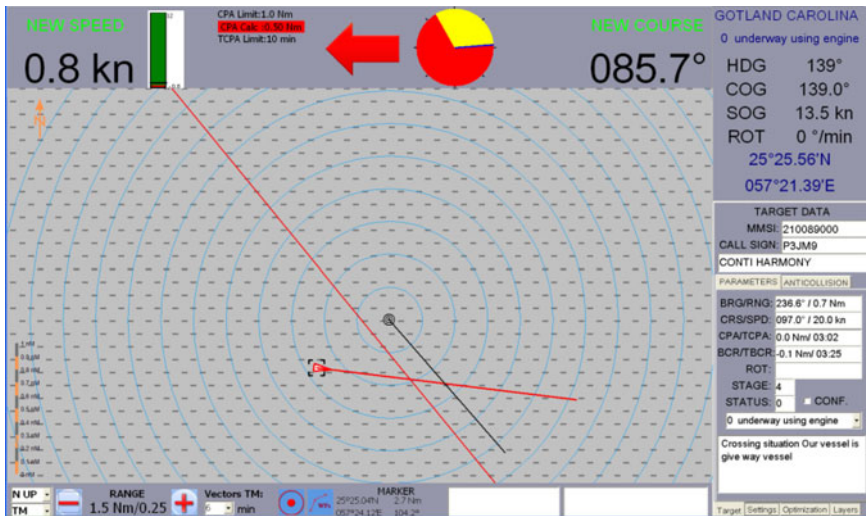 NEW SPEED
0.8 kn
CPA Limit:1.0 Nm
CPA Calc :0.50 Nm
TCPA Limit:10 min
NEW COURSE
085.7°
GOTLAND CAROLINA
0 underway using engine
HDG 139°
COG 139.0°
SOG 13.5 kn
ROT 0 °/min
25°25.56'N
057°21.39'E
TARGET DATA
MMSI: 210089000
CALL SIGN: P3JM9
CONTI HARMONY
PARAMETERS ANTICOLLISION
BRG/RNG: 236.6° / 0.7 Nm
CRS/SPD: 097.0° / 20.0 kn
CPA/TCPA: 0.0 Nm/ 03:02
BCR/TBCR: -0.1 Nm/ 03:25
ROT:
STAGE: 4
STATUS: 0 CONF.
0 underway using engine
Crossing situation Our vessel is
give way vessel
N UP
TM
RANGE
1.5 Nm/0.25
Vectors TM:
6 min
MARKER
25°25.04'N 2.7 Nm
057°24.12'E 104.2°
Target Settings Optimization Layers